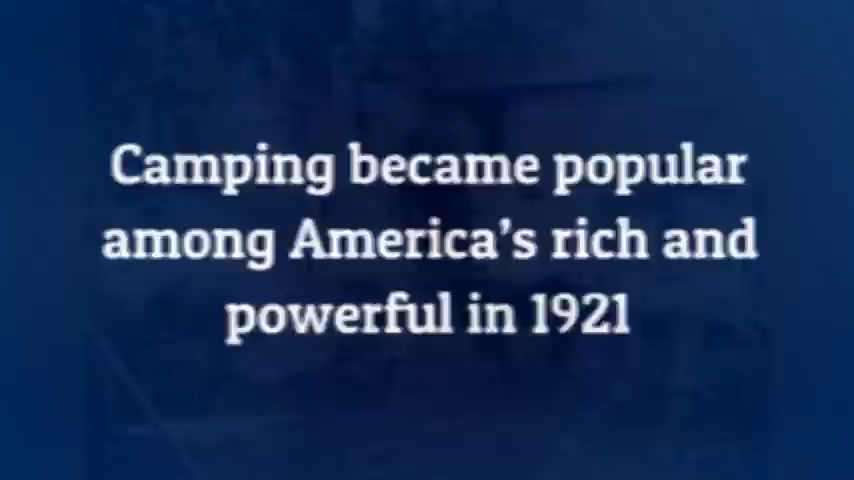 Camping became popular
among America’s rich and
powerful in 1921